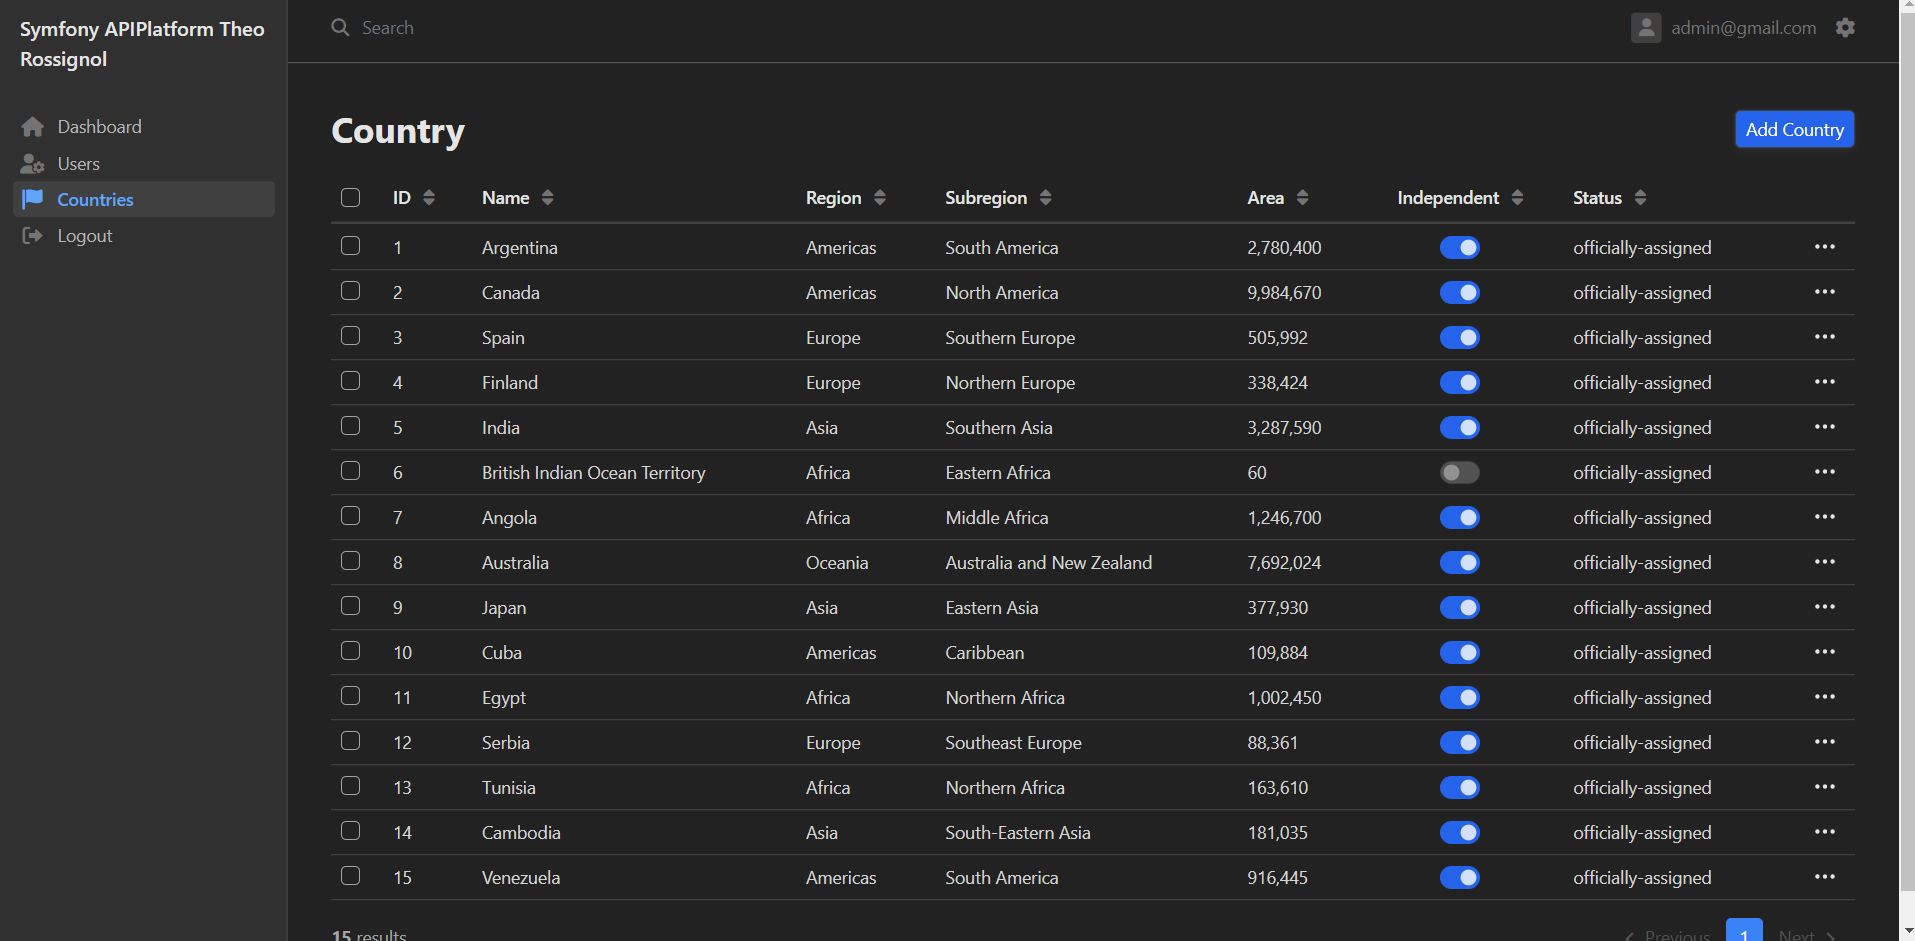 Symfony APIPlatform Theo
Rossignol
Dashboard
Users
Countries
Logout
Search
admin@gmail.com
Country
Add Country
ID Name Region Subregion Area Independent Status
1 Argentina Americas South America 2,780,400 officially-assigned
2 Canada Americas North America 9,984,670 officially-assigned
3 Spain Europe Southern Europe 505,992 officially-assigned
4 Finland Europe Northern Europe 338,424 officially-assigned
5 India Asia Southern Asia 3,287,590 officially-assigned
6 British Indian Ocean Territory Africa Eastern Africa 60 officially-assigned
7 Angola Africa Middle Africa 1,246,700 officially-assigned
8 Australia Oceania Australia and New Zealand 7,692,024 officially-assigned
9 Japan Asia Eastern Asia 377,930 officially-assigned
10 Cuba Americas Caribbean 109,884 officially-assigned
11 Egypt Africa Northern Africa 1,002,450 officially-assigned
12 Serbia Europe Southeast Europe 88,361 officially-assigned
13 Tunisia Africa Northern Africa 163,610 officially-assigned
14 Cambodia Asia South-Eastern Asia 181,035 officially-assigned
15 Venezuela Americas South America 916,445 officially-assigned
15 results Previous 1 Next